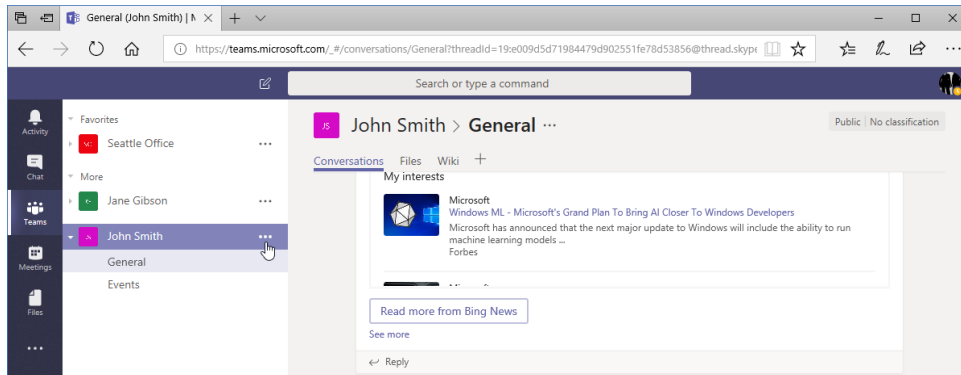 General (John Smith) | M
https://teams.microsoft.com/_#/conversations/General?threadId=19:e009d5d71984479d902551fe78d53856@thread.skype
Search or type a command
Activity
Chat
Teams
Meetings
Files
Favorites
Seattle Office
More
Jane Gibson
JS
John Smith
General
Events
JS
John Smith > General
Public | No classification
Conversations Files Wiki
My interests
Microsoft
Windows ML - Microsoft's Grand Plan To Bring AI Closer To Windows Developers
Microsoft has announced that the next major update to Windows will include the ability to run
machine learning models ...
Forbes
Read more from Bing News
See more
Reply